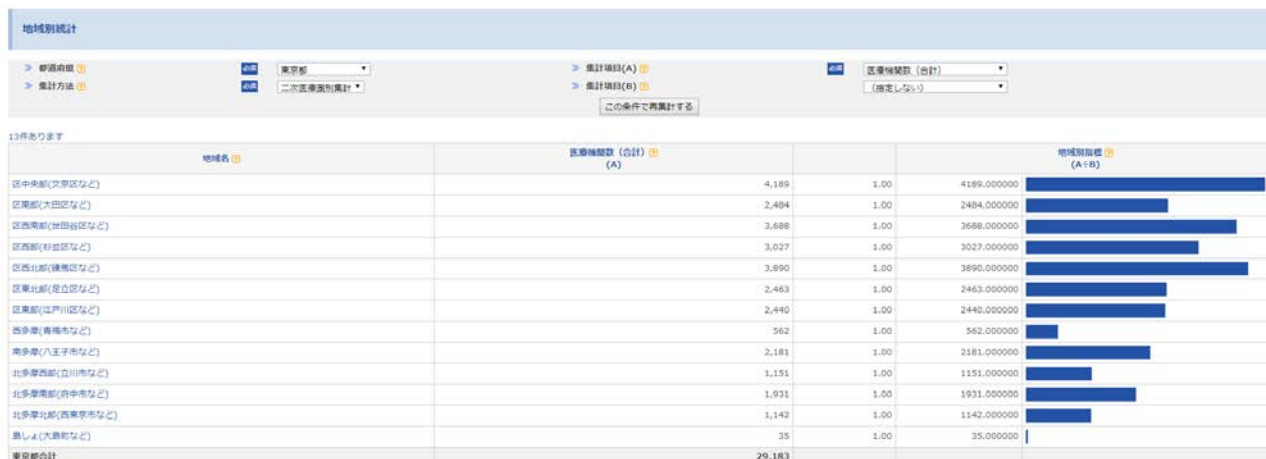 地域別統計
≫ 都道府県 ? 必須 東京都 ▼ ≫ 集計項目(A) ? 必須 医療機関数(合計) ▼
≫ 集計方法 ? 必須 二次医療圏別集計 ▼ ≫ 集計項目(B) ? (指定しない) ▼
この条件で再集計する
13件あります
地域名 ? 医療機関数(合計) ? 地域別指標 ?
(A) (A÷B)
区中央部(文京区など) 4,189 1.00 4189.000000
区南部(大田区など) 2,484 1.00 2484.000000
区西南部(世田谷区など) 3,688 1.00 3688.000000
区西部(杉並区など) 3,027 1.00 3027.000000
区西北部(練馬区など) 3,890 1.00 3890.000000
区東北部(足立区など) 2,463 1.00 2463.000000
区東部(江戸川区など) 2,440 1.00 2440.000000
西多摩(青梅市など) 562 1.00 562.000000
南多摩(八王子市など) 2,181 1.00 2181.000000
北多摩西部(立川市など) 1,151 1.00 1151.000000
北多摩南部(府中市など) 1,931 1.00 1931.000000
北多摩北部(西東京市など) 1,142 1.00 1142.000000
島しょ(大島町など) 35 1.00 35.000000
東京都合計 29,183